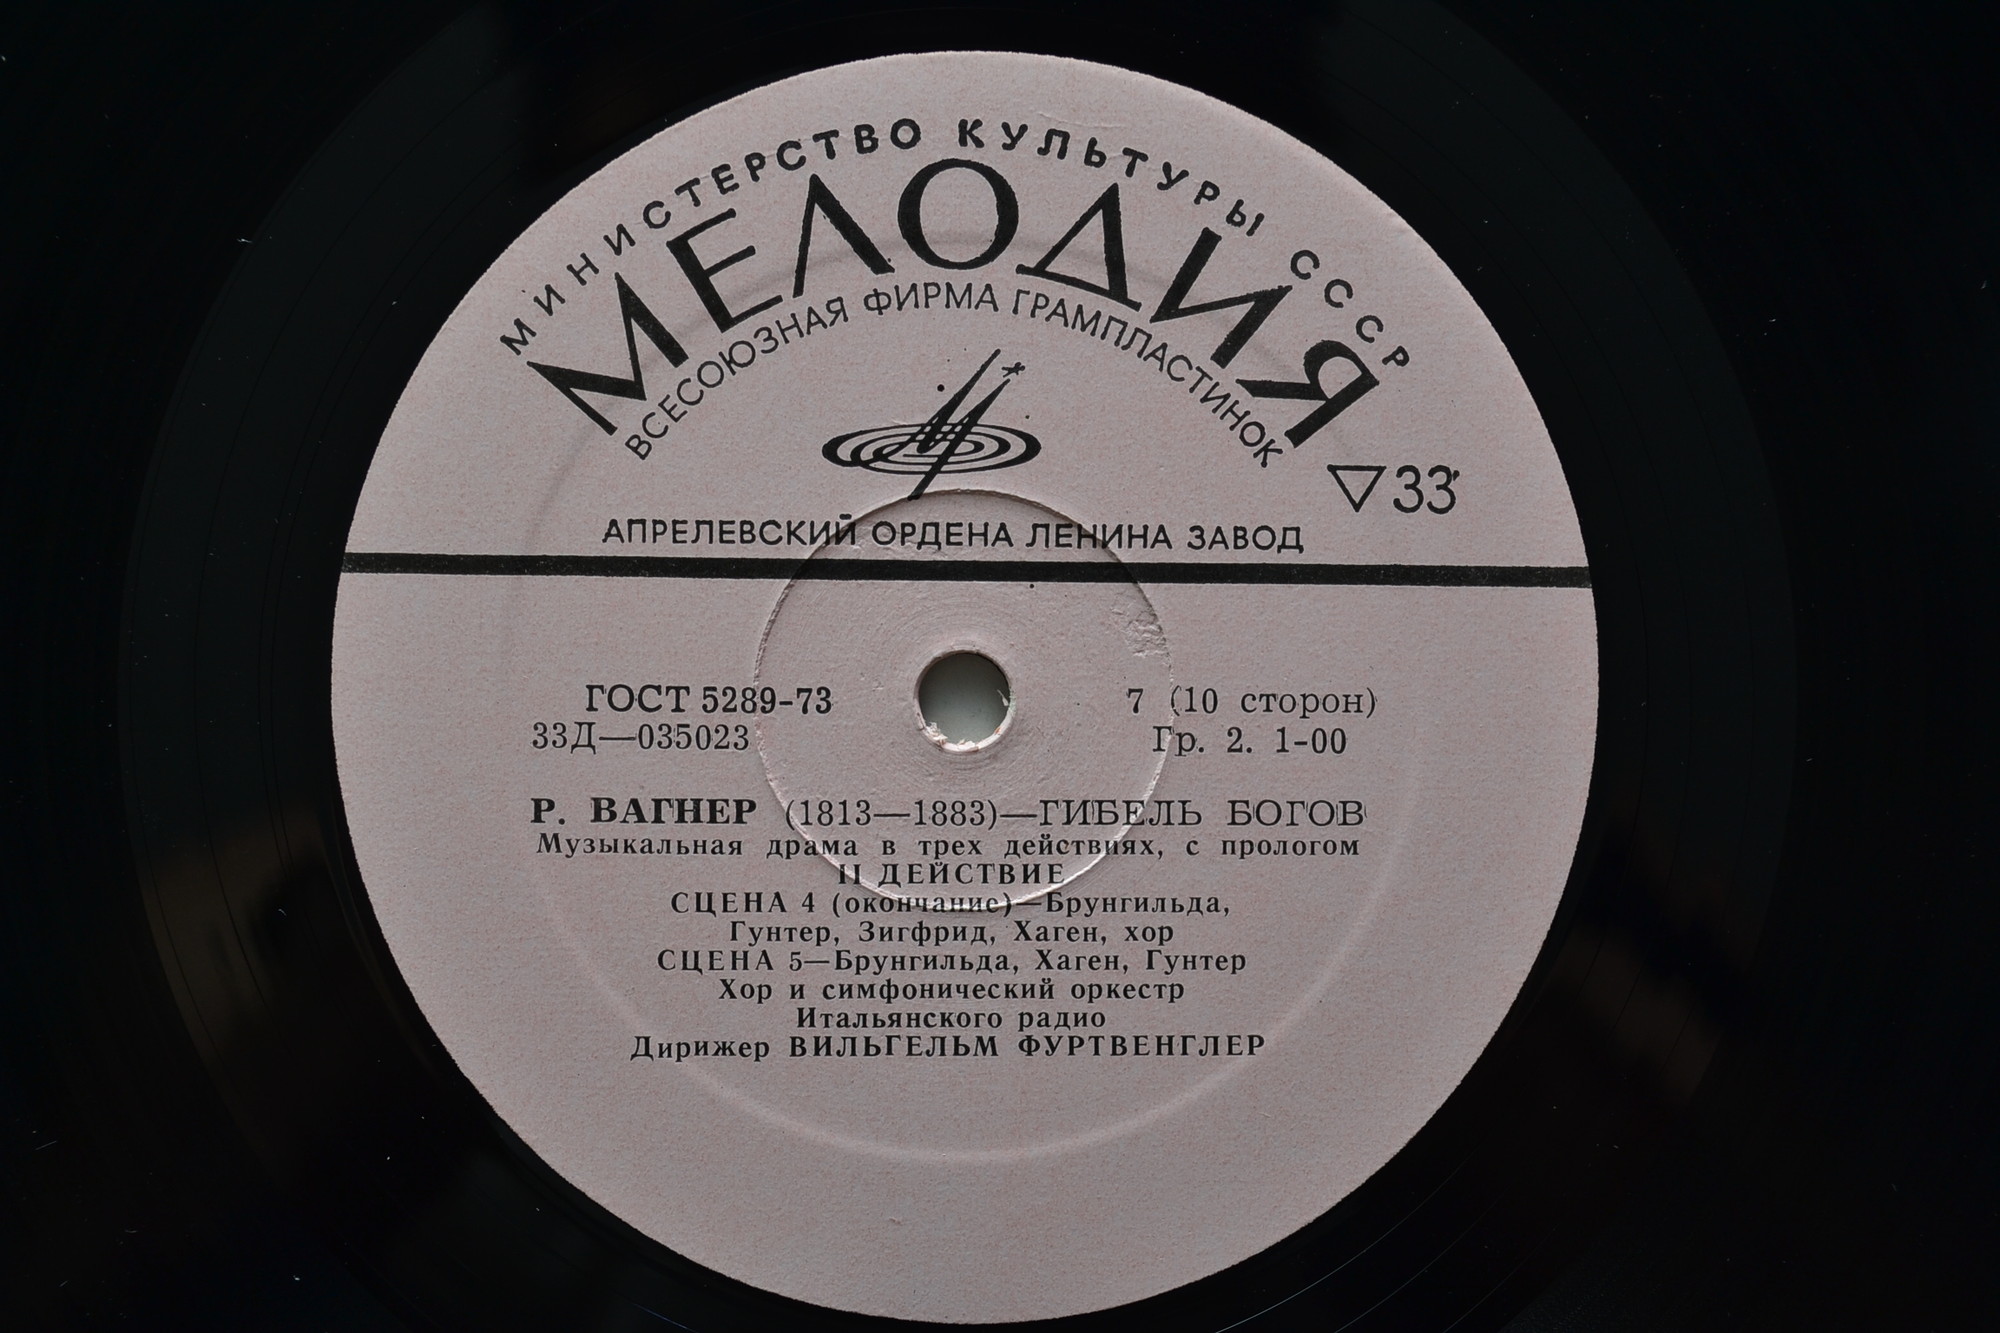 МИНИСТЕРСТВО КУЛЬТУРЫ СССР
МЕЛОДИЯ
ВСЕСОЮЗНАЯ ФИРМА ГРАМПЛАСТИНОК
▽33
АПРЕЛЕВСКИЙ ОРДЕНА ЛЕНИНА ЗАВОД
ГОСТ 5289-73
7 (10 сторон)
33Д—035023
Гр. 2. 1-00
Р. ВАГНЕР (1813—1883)—ГИБЕЛЬ БОГОВ
Музыкальная драма в трех действиях, с прологом
II ДЕЙСТВИЕ
СЦЕНА 4 (окончание)—Брунгильда,
Гунтер, Зигфрид, Хаген, хор
СЦЕНА 5—Брунгильда, Хаген, Гунтер
Хор и симфонический оркестр
Итальянского радио
Дирижер ВИЛЬГЕЛЬМ ФУРТВЕНГЛЕР